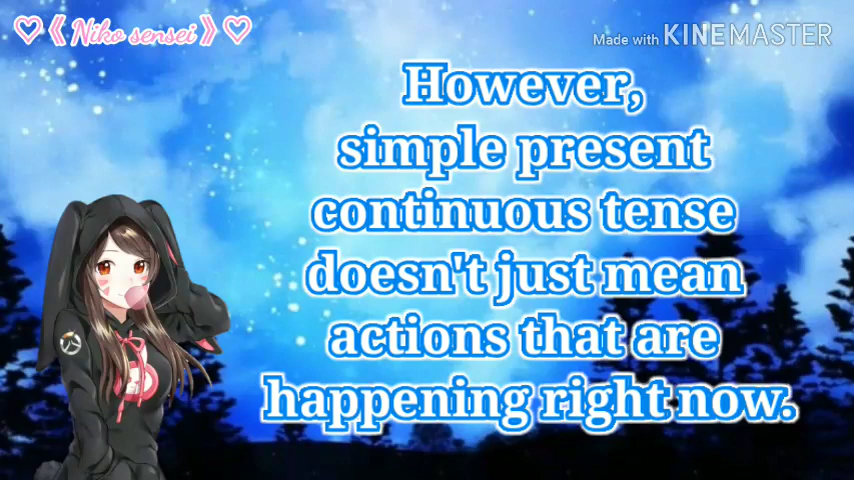 ♡《Niko sensei》♡
Made with KINEMASTER
However,
simple present
continuous tense
doesn't just mean
actions that are
happening right now.